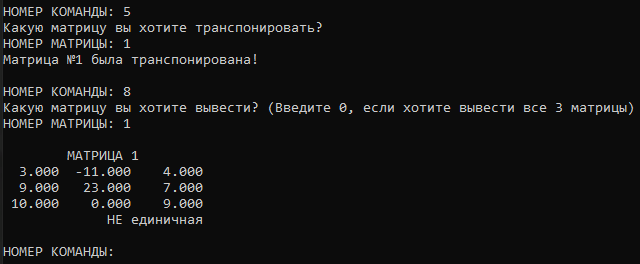 НОМЕР КОМАНДЫ: 5
Какую матрицу вы хотите транспонировать?
НОМЕР МАТРИЦЫ: 1
Матрица №1 была транспонирована!
НОМЕР КОМАНДЫ: 8
Какую матрицу вы хотите вывести? (Введите 0, если хотите вывести все 3 матрицы)
НОМЕР МАТРИЦЫ: 1
МАТРИЦА 1
3.000 -11.000 4.000
9.000 23.000 7.000
10.000 0.000 9.000
НЕ единичная
НОМЕР КОМАНДЫ: